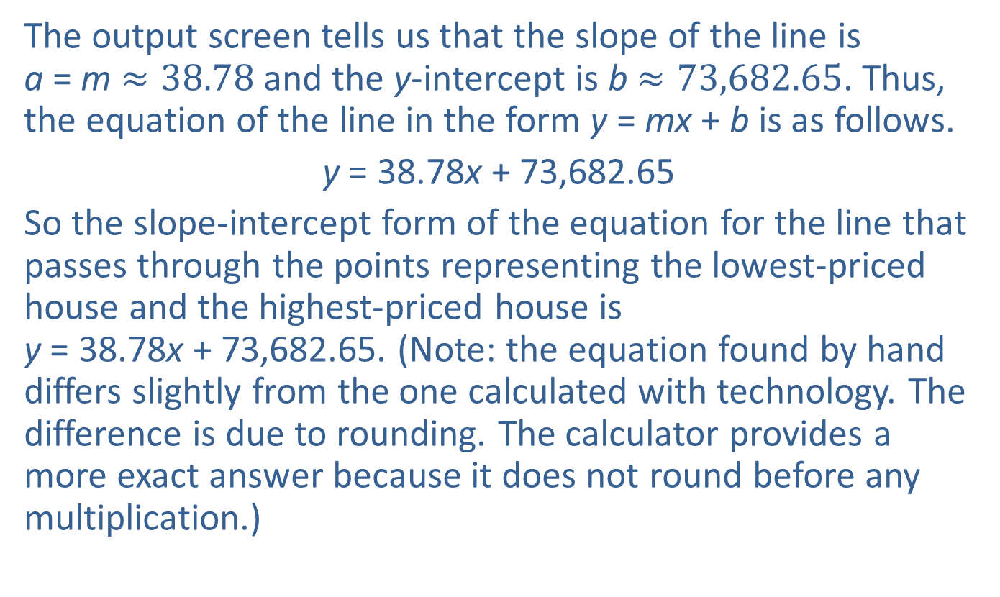 The output screen tells us that the slope of the line is
a = m ≈ 38.78 and the y-intercept is b ≈ 73,682.65. Thus,
the equation of the line in the form y = mx + b is as follows.
y = 38.78x + 73,682.65
So the slope-intercept form of the equation for the line that
passes through the points representing the lowest-priced
house and the highest-priced house is
y = 38.78x + 73,682.65. (Note: the equation found by hand
differs slightly from the one calculated with technology. The
difference is due to rounding. The calculator provides a
more exact answer because it does not round before any
multiplication.)